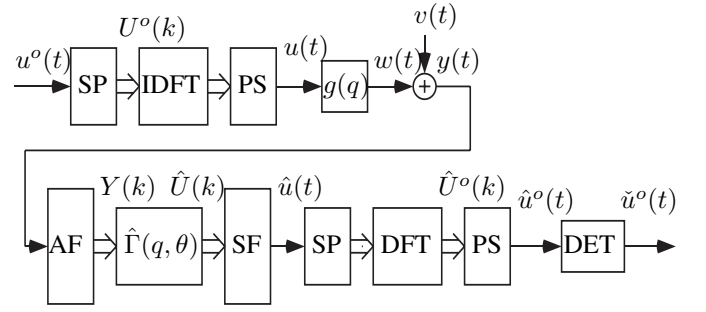 u^o(t) SP U^o(k) IDFT PS u(t) g(q) w(t) + v(t) y(t)
AF Y(k) Γ̂(q, θ) Û(k) SF û(t) SP DFT Û^o(k) PS û^o(t) DET ǔ^o(t)